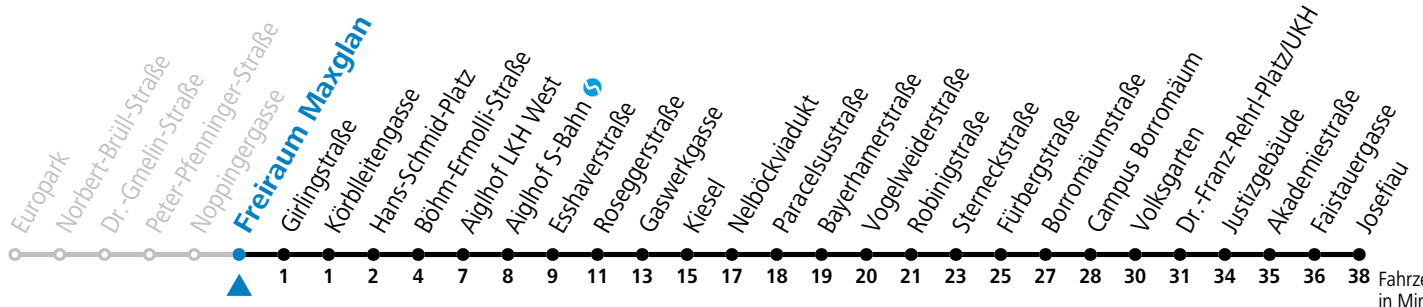 Europark
Norbert-Brüll-Straße
Dr.-Gmelin-Straße
Peter-Pfenninger-Straße
Noppingergasse
Freiraum Maxglan
Girlingstraße
Körblleitengasse
Hans-Schmid-Platz
Böhm-Ermolli-Straße
Aiglhof LKH West
Aiglhof S-Bahn
Esshaverstraße
Roseggerstraße
Gaswerkgasse
Kiesel
Nelböckviadukt
Paracelsusstraße
Bayerhamerstraße
Vogelweiderstraße
Robinigstraße
Sterneckstraße
Fürbergstraße
Borromäumstraße
Campus Borromäum
Volksgarten
Dr.-Franz-Rehrl-Platz/UKH
Justizgebäude
Akademiestraße
Faistauergasse
Josefiau
1 1 2 4 7 8 9 11 13 15 17 18 19 20 21 23 25 27 28 30 31 34 35 36 38